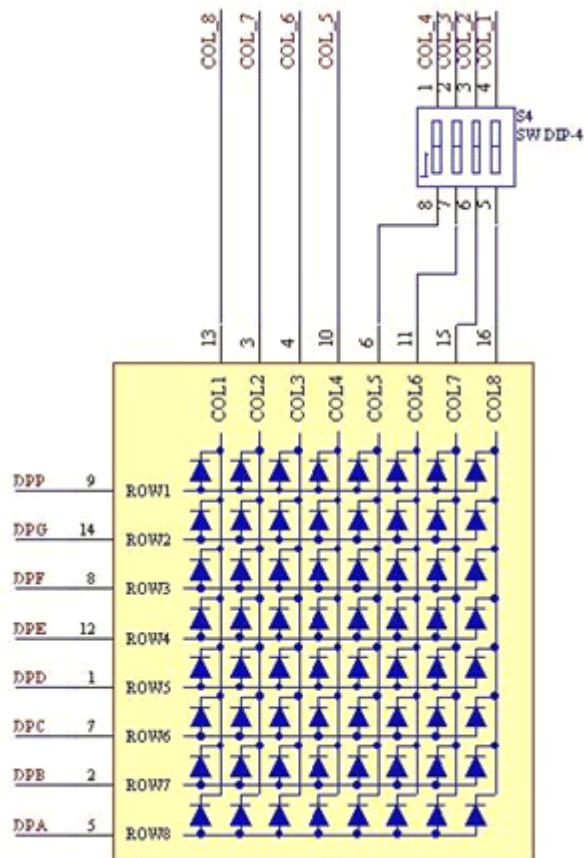 COL_8
COL_7
COL_6
COL_5
COL_4
COL_3
COL_2
COL_1
1
2
3
4
S4
SW DIP-4
8
7
6
5
13
3
4
10
6
11
15
16
COL1
COL2
COL3
COL4
COL5
COL6
COL7
COL8
DPP 9 ROW1
DPG 14 ROW2
DPF 8 ROW3
DPE 12 ROW4
DPD 1 ROW5
DPC 7 ROW6
DPB 2 ROW7
DPA 5 ROW8